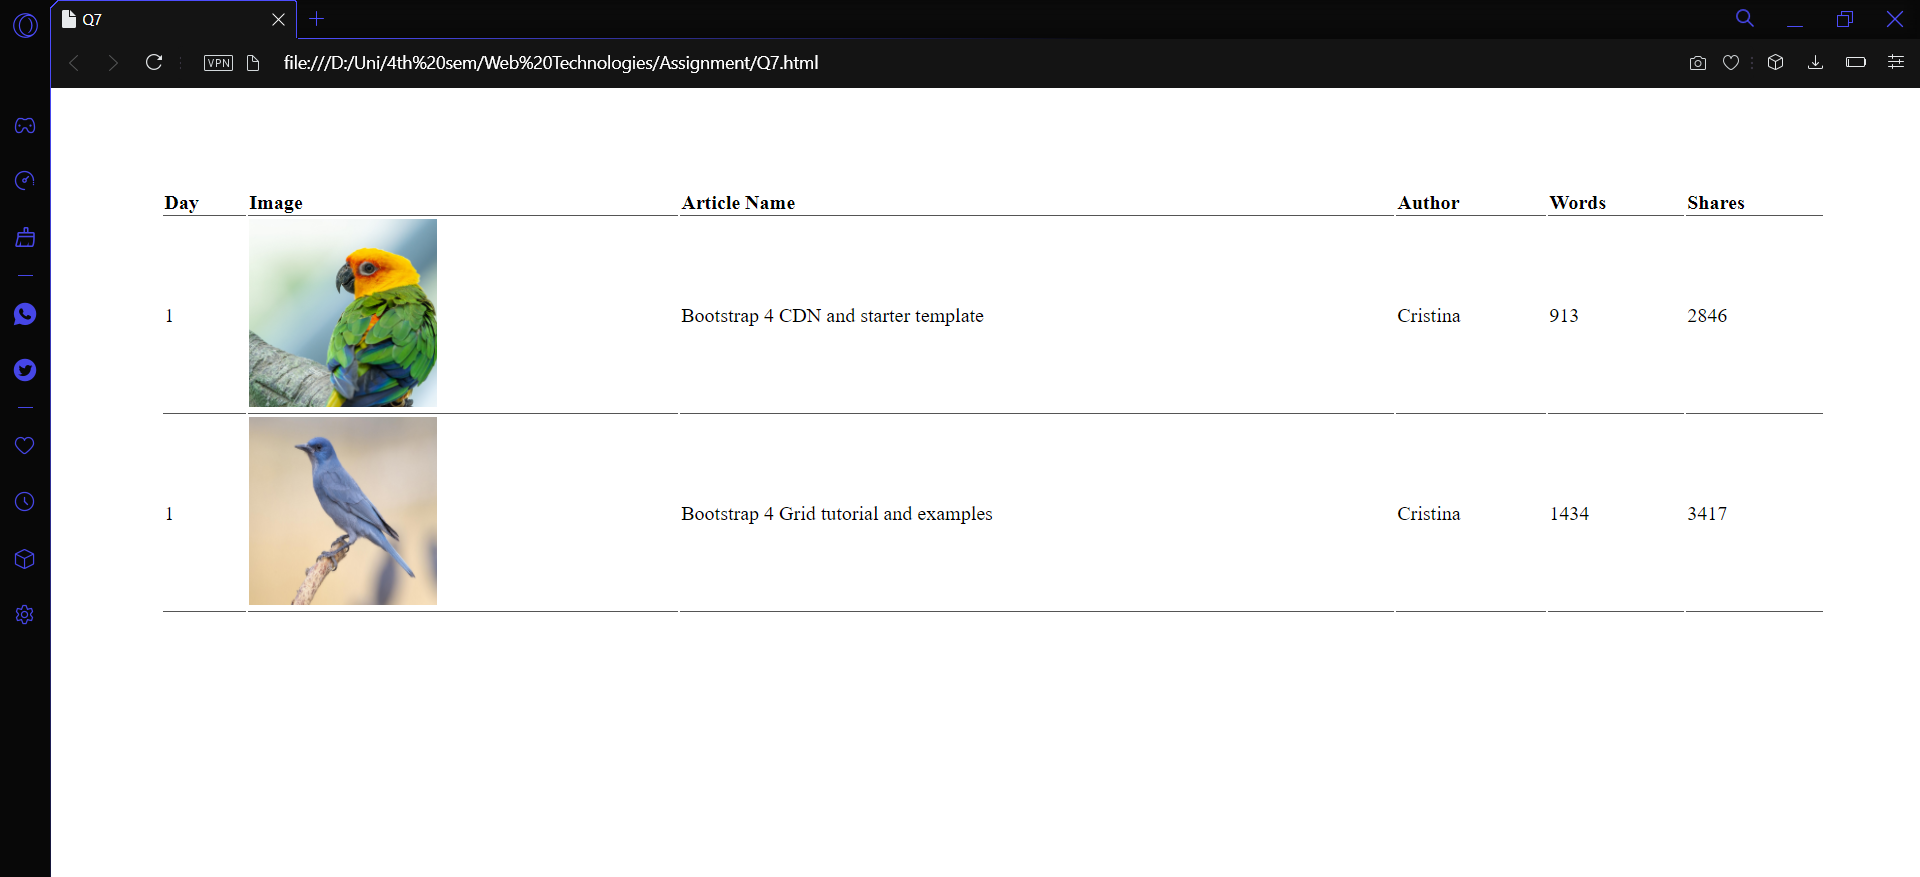 Q7
VPN file:///D:/Uni/4th%20sem/Web%20Technologies/Assignment/Q7.html
Day Image Article Name Author Words Shares
1 Bootstrap 4 CDN and starter template Cristina 913 2846
1 Bootstrap 4 Grid tutorial and examples Cristina 1434 3417